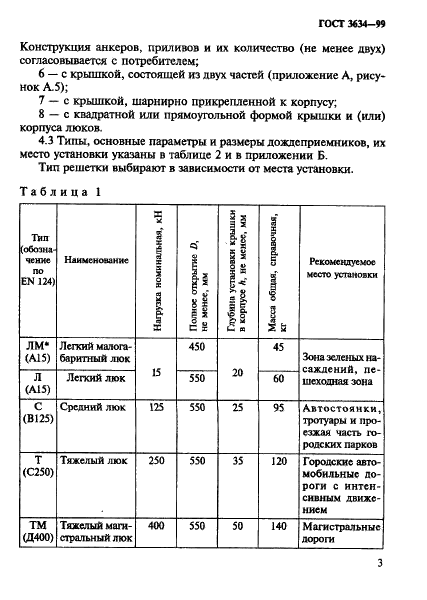 ГОСТ 3634—99
Конструкция анкеров, приливов и их количество (не менее двух)
согласовывается с потребителем;
6 — с крышкой, состоящей из двух частей (приложение А, рису-
нок А.5);
7 — с крышкой, шарнирно прикрепленной к корпусу;
8 — с квадратной или прямоугольной формой крышки и (или)
корпуса люков.
4.3 Типы, основные параметры и размеры дождеприемников, их
место установки указаны в таблице 2 и в приложении Б.
Тип решетки выбирают в зависимости от места установки.
Таблица 1
Тип
(обозна-
чение
по
EN 124)
Наименование
Нагрузка номинальная, кН
Полное открытие D,
не менее, мм
Глубина установки крышки
в корпусе h, не менее, мм
Масса общая, справочная,
кг
Рекомендуемое
место установки
ЛМ* Легкий малога- 450 45
(А15) баритный люк
15 20
Зона зеленых на-
саждений, пе-
шеходная зона
Л Легкий люк 550 60
(А15)
С Средний люк 125 550 25 95 Автостоянки,
(В125) тротуары и про-
езжая часть го-
родских парков
Т Тяжелый люк 250 550 35 120 Городские авто-
(С250) мобильные до-
роги с интен-
сивным движе-
нием
ТМ Тяжелый маги- 400 550 50 140 Магистральные
(Д400) стральный люк дороги
3